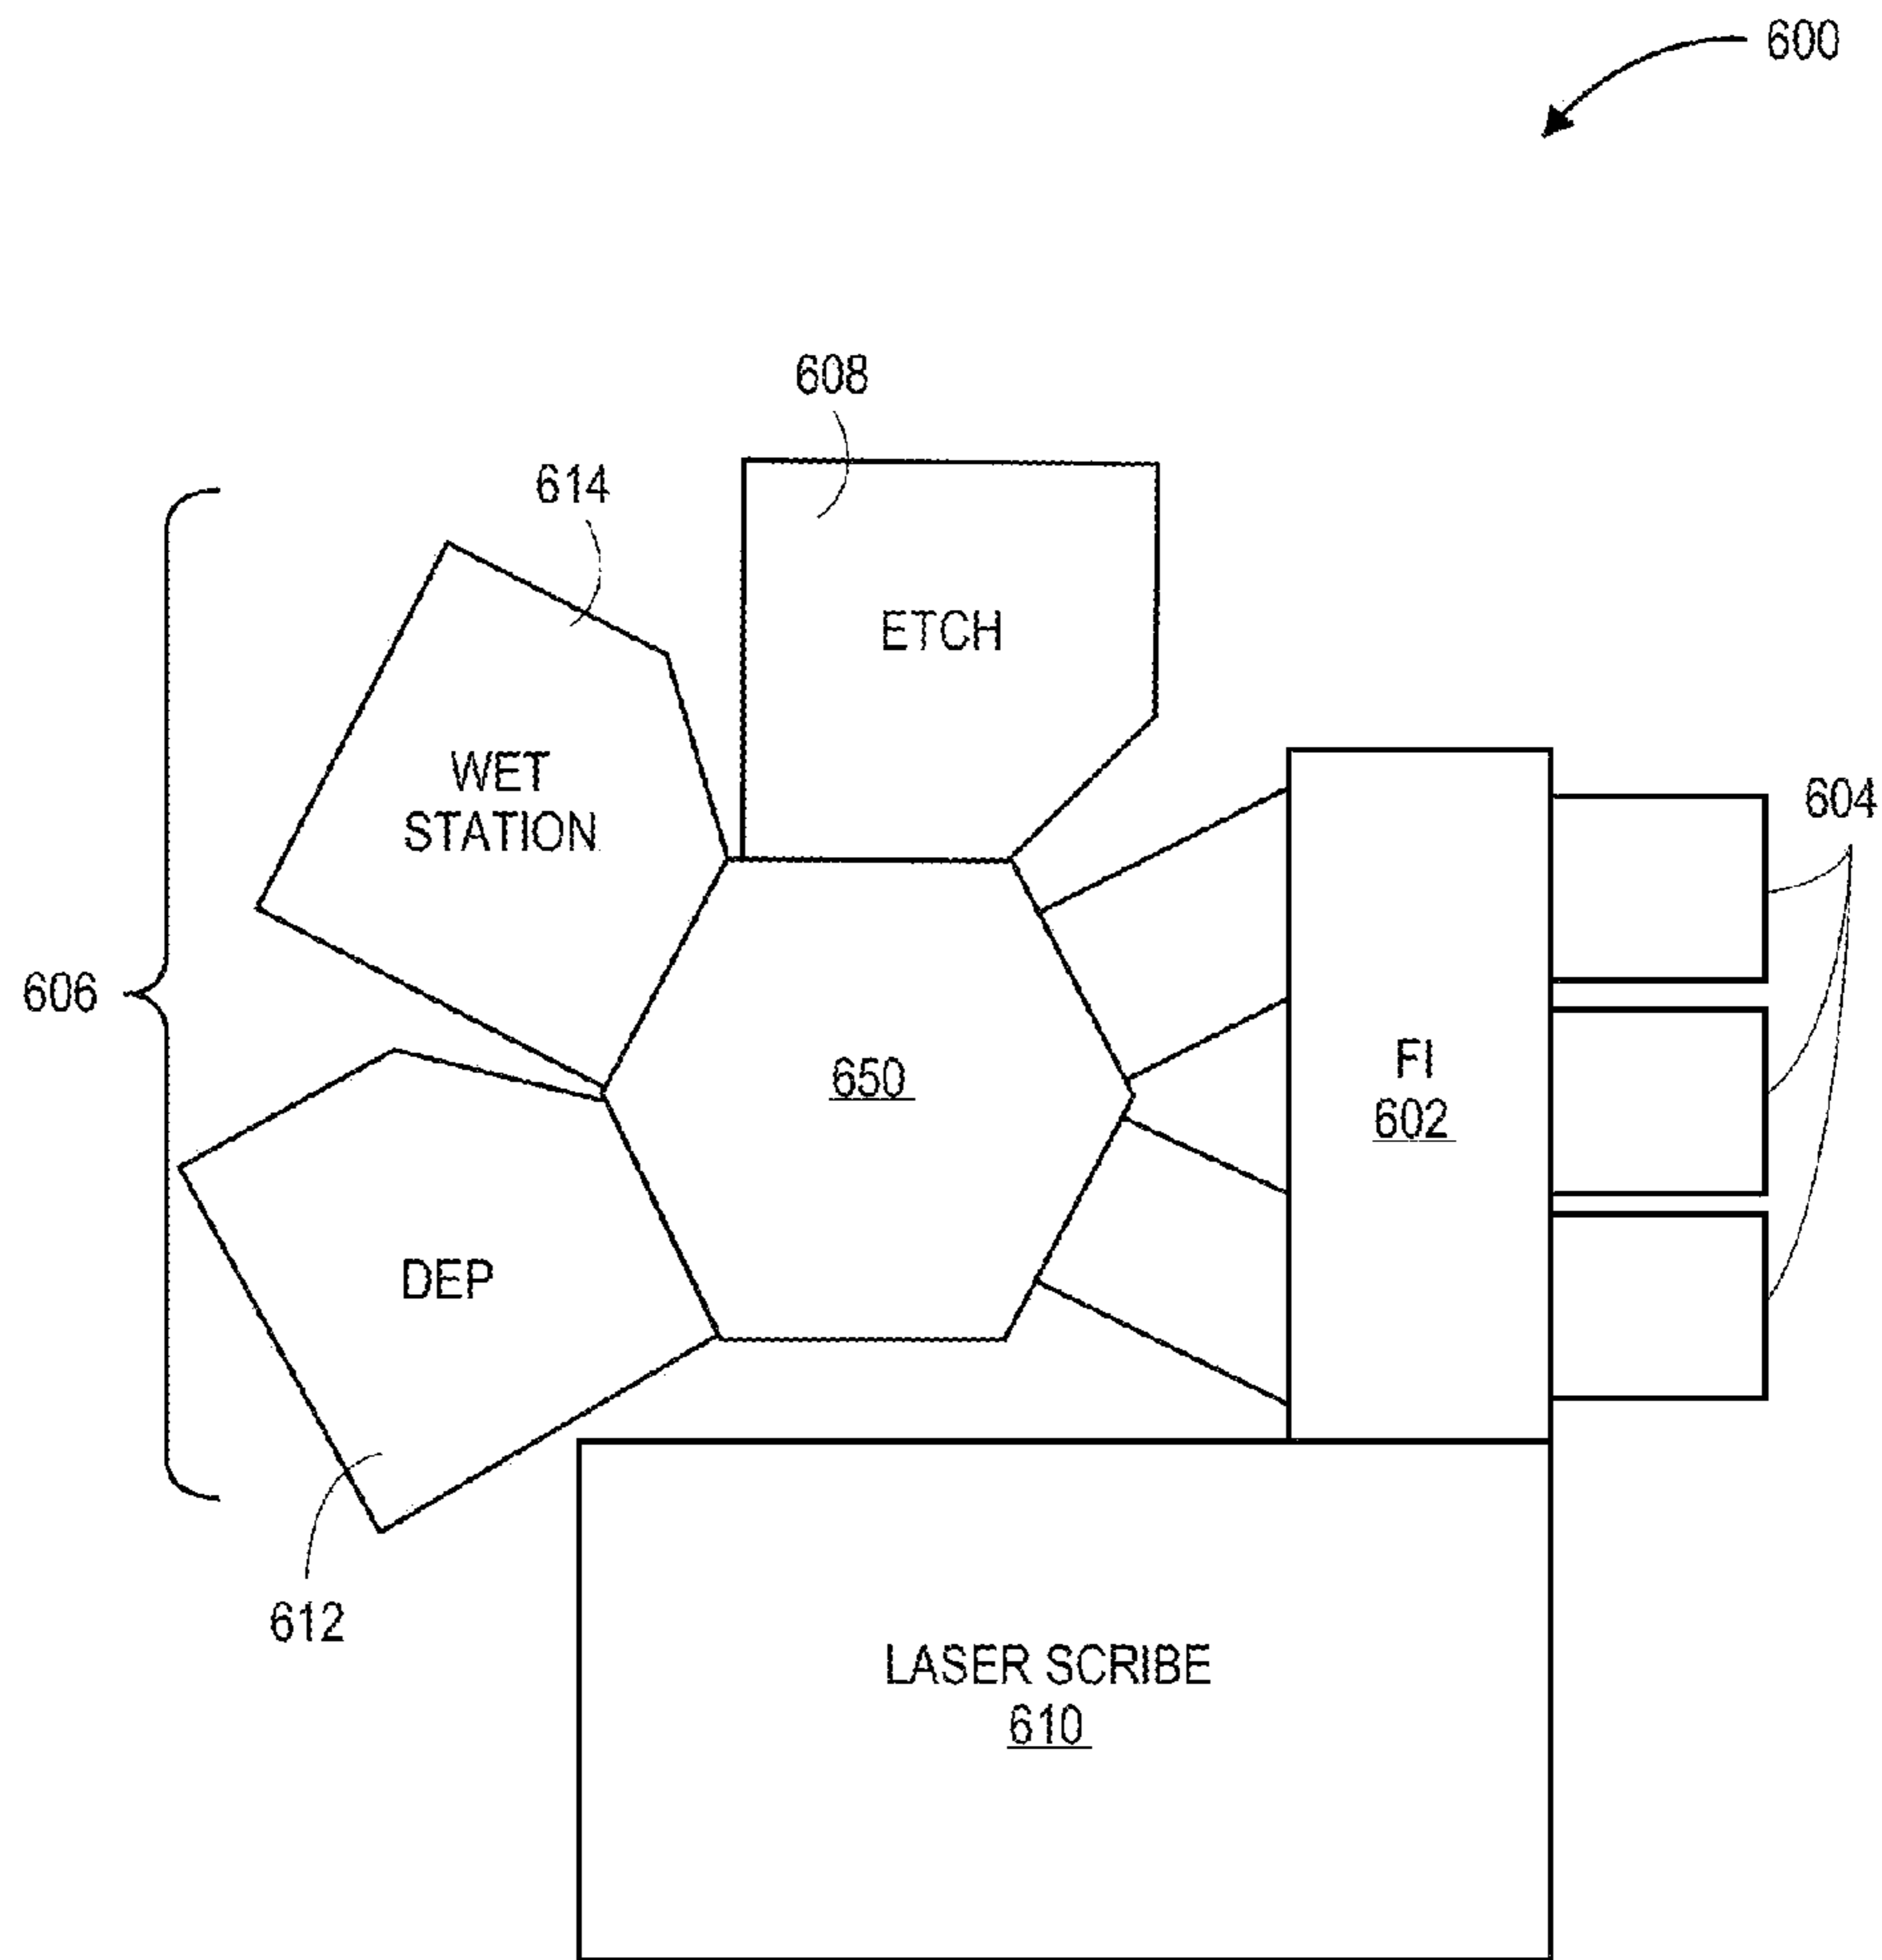 600
608
614
ETCH
WET
STATION
604
606
650
FI
602
DEP
612
LASER SCRIBE
610